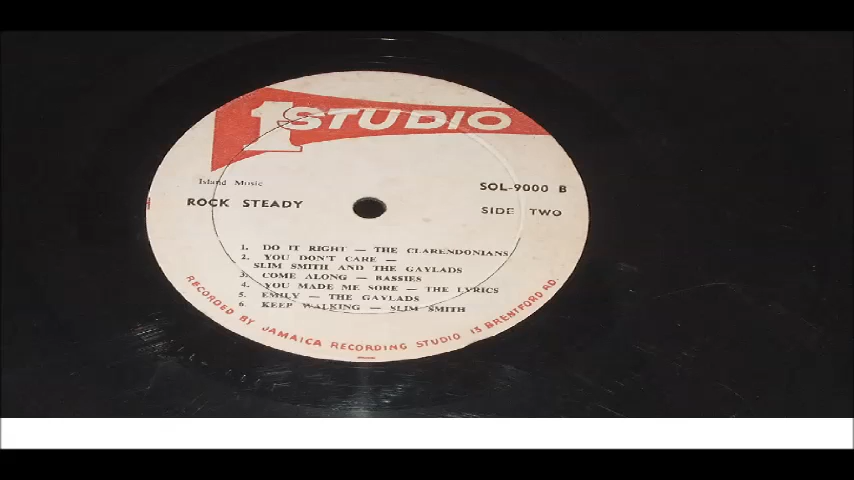 1 STUDIO
Island Music
SOL-9000 B
ROCK STEADY
SIDE TWO
1. DO IT RIGHT — THE CLARENDONIANS
2. YOU DON'T CARE —
SLIM SMITH AND THE GAYLADS
3. COME ALONG — BASSIES
4. YOU MADE ME SORE — THE LYRICS
5. EMILY — THE GAYLADS
6. KEEP WALKING — SLIM SMITH
RECORDED BY JAMAICA RECORDING STUDIO 13 BRENTFORD RD.